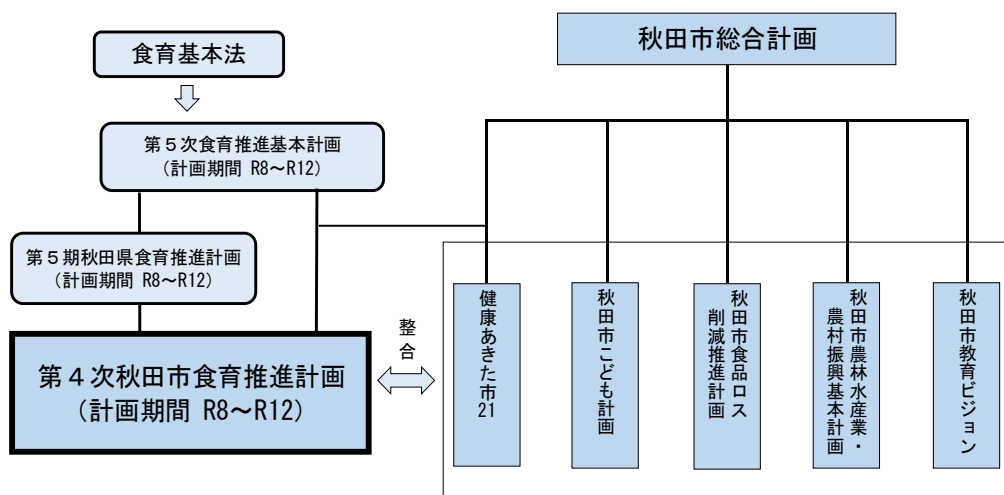 食育基本法
第５次食育推進基本計画
(計画期間 R8～R12)
第５期秋田県食育推進計画
(計画期間 R8～R12)
第４次秋田市食育推進計画
(計画期間 R8～R12)
整合
秋田市総合計画
健康あきた市21
秋田市こども計画
秋田市食品ロス
削減推進計画
秋田市農林水産業・
農村振興基本計画
秋田市教育ビジョン